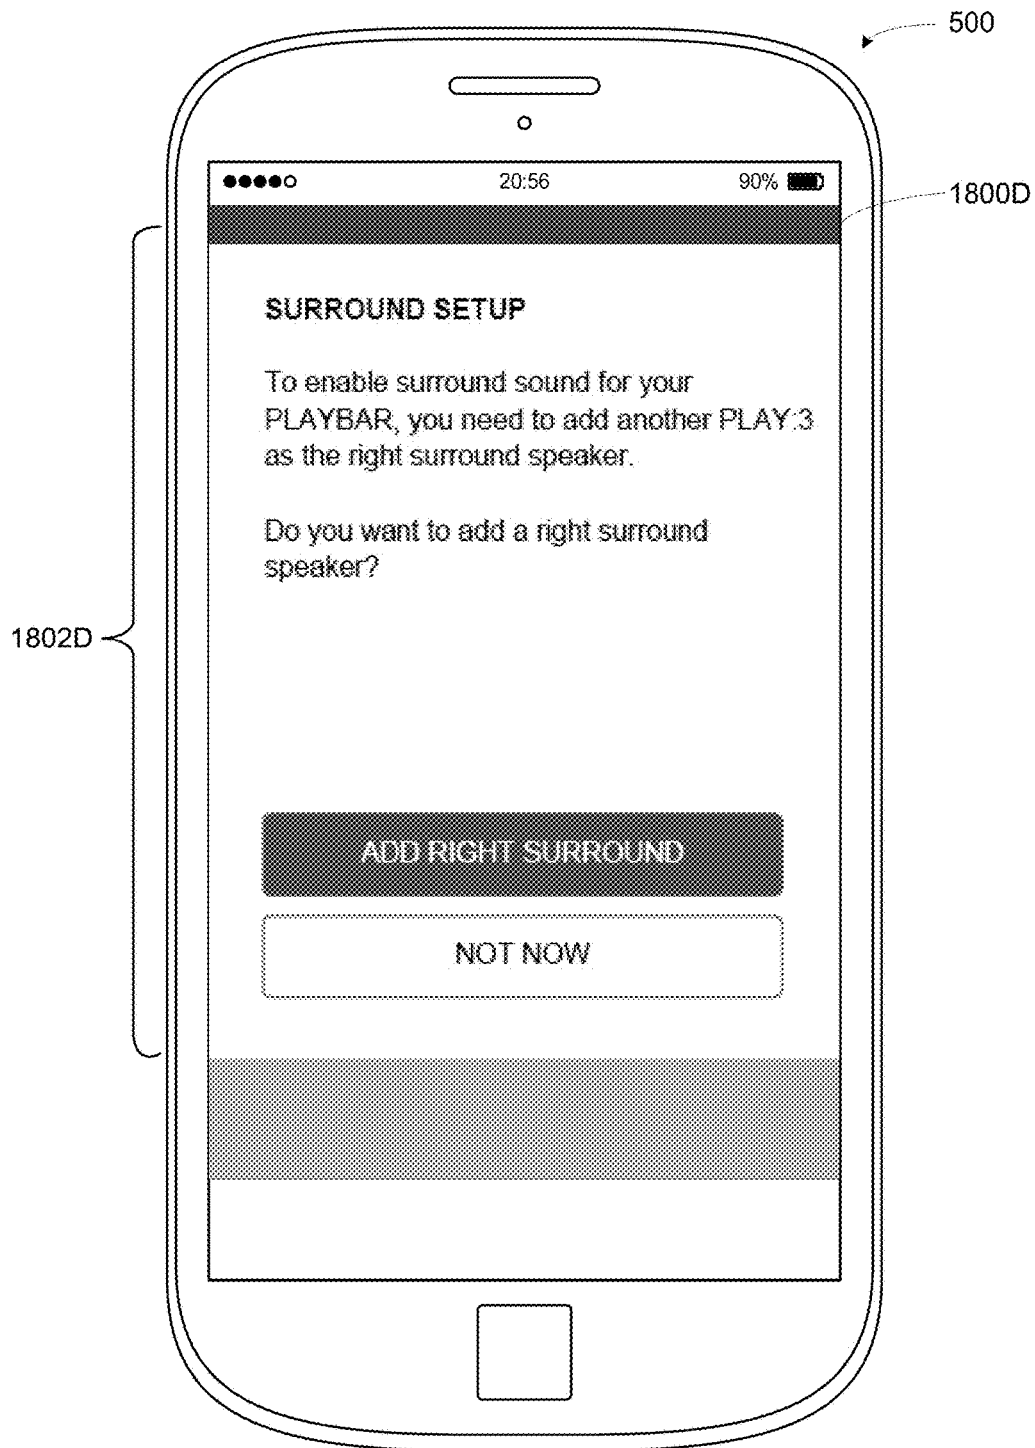 500
20:56
90%
1800D
SURROUND SETUP
To enable surround sound for your
PLAYBAR, you need to add another PLAY:3
as the right surround speaker.
Do you want to add a right surround
speaker?
1802D
ADD RIGHT SURROUND
NOT NOW